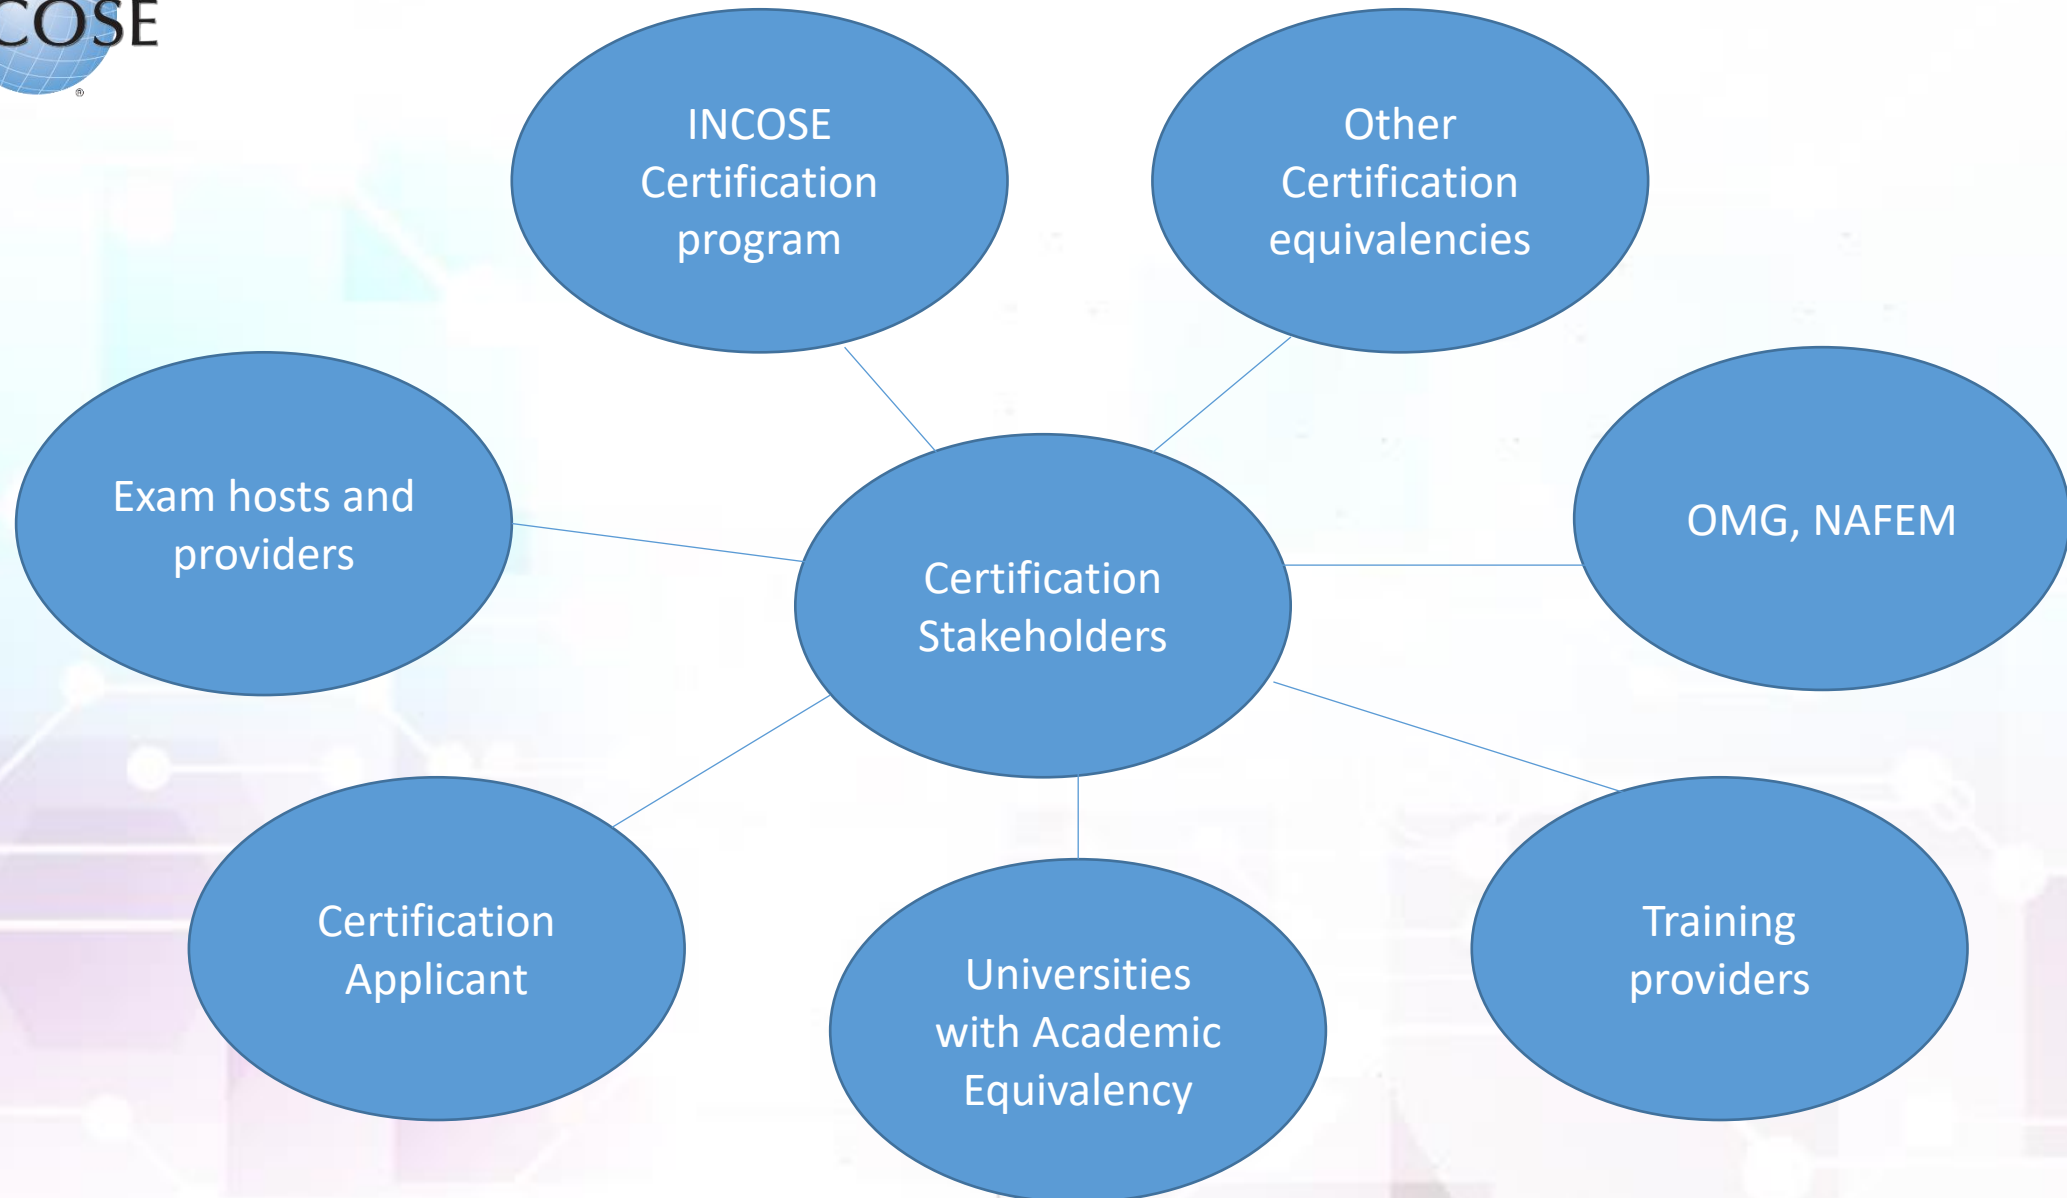 COSE
INCOSE
Certification
program
Other
Certification
equivalencies
Exam hosts and
providers
OMG, NAFEM
Certification
Stakeholders
Certification
Applicant
Universities
with Academic
Equivalency
Training
providers